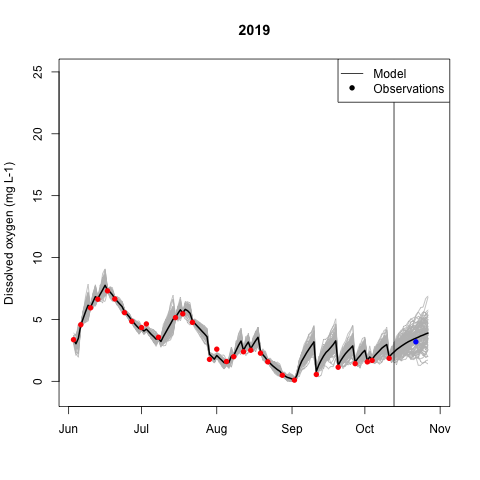 2019
Model
Observations
Dissolved oxygen (mg L-1)
25
20
15
10
5
0
Jun Jul Aug Sep Oct Nov